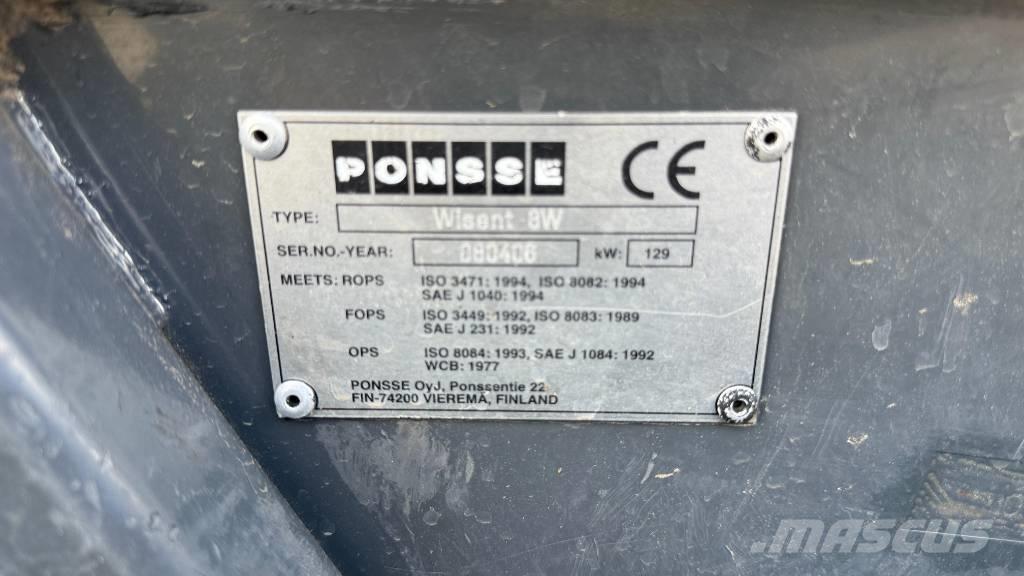 PONSSE CE
TYPE: Wisent 8W
SER.NO.-YEAR: 080406 kW: 129
MEETS: ROPS ISO 3471: 1994, ISO 8082: 1994
SAE J 1040: 1994
FOPS ISO 3449: 1992, ISO 8083: 1989
SAE J 231: 1992
OPS ISO 8084: 1993, SAE J 1084: 1992
WCB: 1977
PONSSE OyJ, Ponssentie 22
FIN-74200 VIEREMÄ, FINLAND
MASCUS